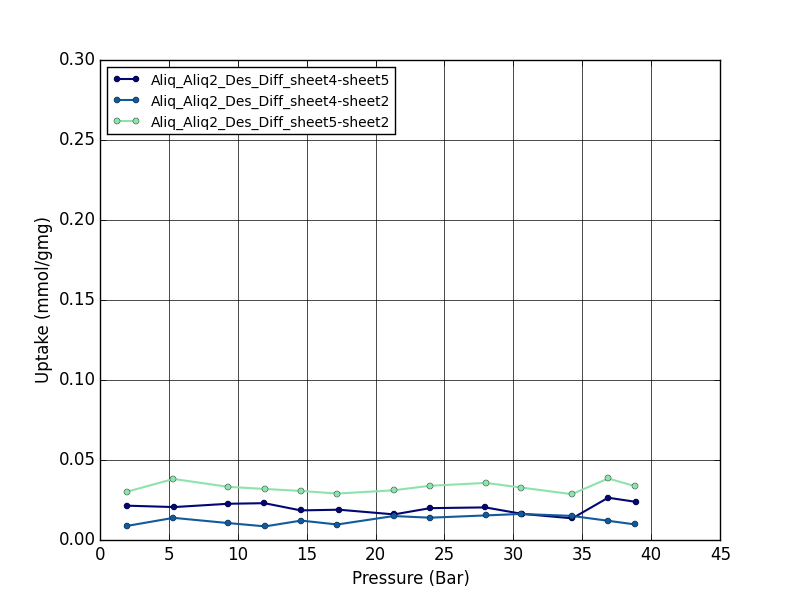 0.30
0.25
0.20
0.15
0.10
0.05
0.00
Uptake (mmol/gmg)
Aliq_Aliq2_Des_Diff_sheet4-sheet5
Aliq_Aliq2_Des_Diff_sheet4-sheet2
Aliq_Aliq2_Des_Diff_sheet5-sheet2
0 5 10 15 20 25 30 35 40 45
Pressure (Bar)